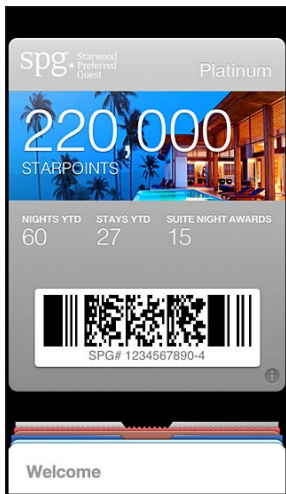 spg. Starwood
Preferred
Guest
Platinum
220,000
STARPOINTS
NIGHTS YTD STAYS YTD SUITE NIGHT AWARDS
60 27 15
SPG# 1234567890-4
i
Welcome